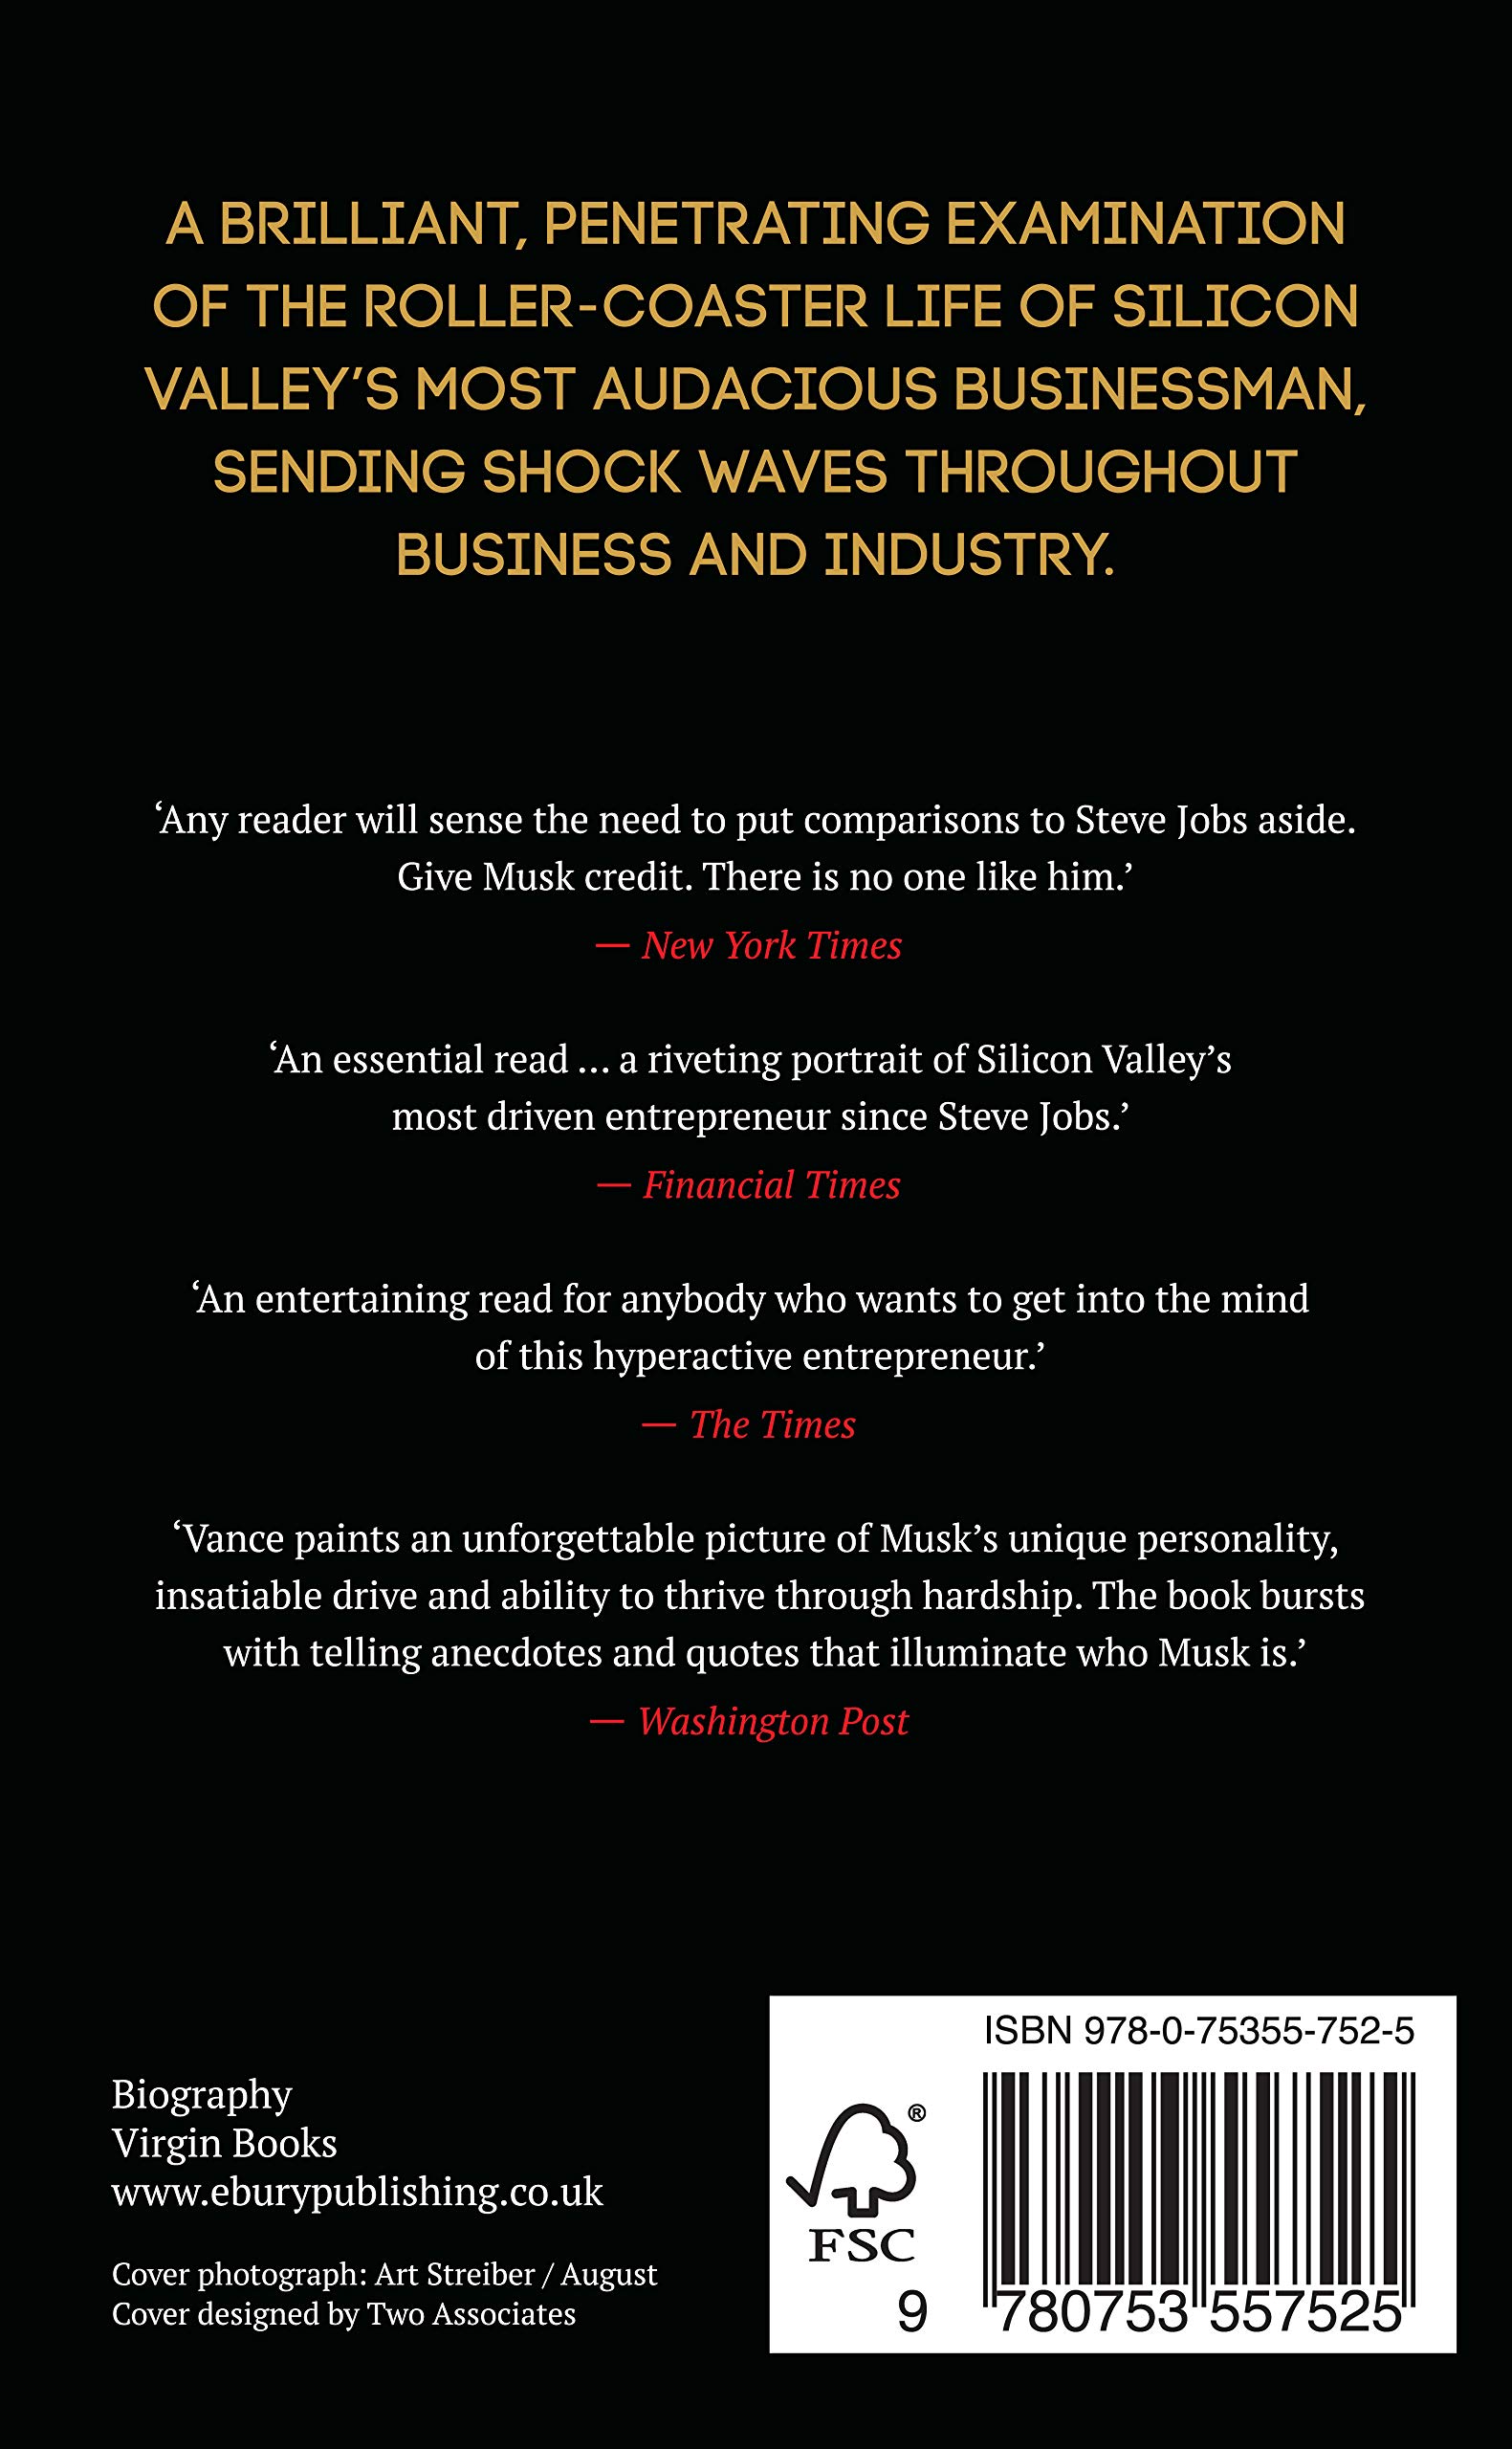 A BRILLIANT, PENETRATING EXAMINATION
OF THE ROLLER-COASTER LIFE OF SILICON
VALLEY’S MOST AUDACIOUS BUSINESSMAN,
SENDING SHOCK WAVES THROUGHOUT
BUSINESS AND INDUSTRY.
‘Any reader will sense the need to put comparisons to Steve Jobs aside.
Give Musk credit. There is no one like him.’
— New York Times
‘An essential read ... a riveting portrait of Silicon Valley’s
most driven entrepreneur since Steve Jobs.’
— Financial Times
‘An entertaining read for anybody who wants to get into the mind
of this hyperactive entrepreneur.’
— The Times
‘Vance paints an unforgettable picture of Musk’s unique personality,
insatiable drive and ability to thrive through hardship. The book bursts
with telling anecdotes and quotes that illuminate who Musk is.’
— Washington Post
Biography
Virgin Books
www.eburypublishing.co.uk
Cover photograph: Art Streiber / August
Cover designed by Two Associates
ISBN 978-0-75355-752-5
®
FSC
9 780753 557525